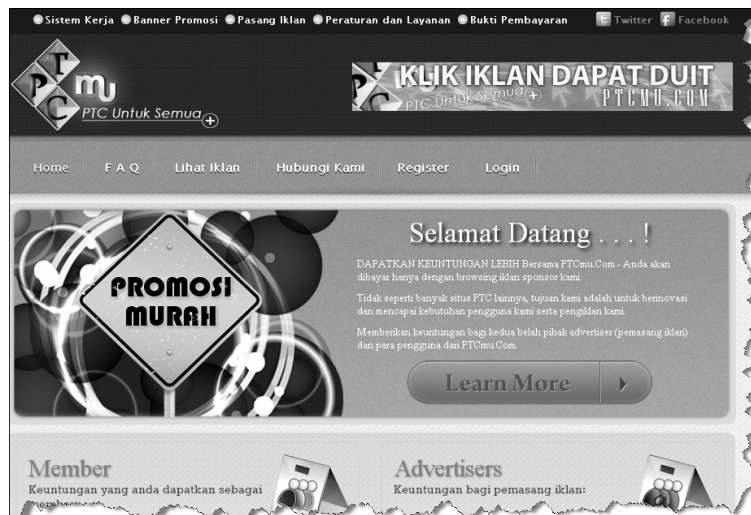 Sistem Kerja Banner Promosi Pasang Iklan Peraturan dan Layanan Bukti Pembayaran Twitter Facebook
PTC mu
PTC Untuk Semua
KLIK IKLAN DAPAT DUIT
PTC Untuk Semua
PTCMU.COM
Home F A Q Lihat Iklan Hubungi Kami Register Login
PROMOSI
MURAH
Selamat Datang . . . !
DAPATKAN KEUNTUNGAN LEBIH Bersama PTCmu.Com - Anda akan
dibayar hanya dengan browsing iklan sponsor kami.
Tidak seperti banyak situs PTC lainnya, tujuan kami adalah untuk berinovasi
dan mencapai kebutuhan pengguna kami serta pengiklan kami.
Memberikan keuntungan bagi kedua belah pihak advertiser (pemasang iklan)
dan para pengguna dari PTCmu.Com.
Learn More
Member
Keuntungan yang anda dapatkan sebagai
Advertisers
Keuntungan bagi pemasang iklan: